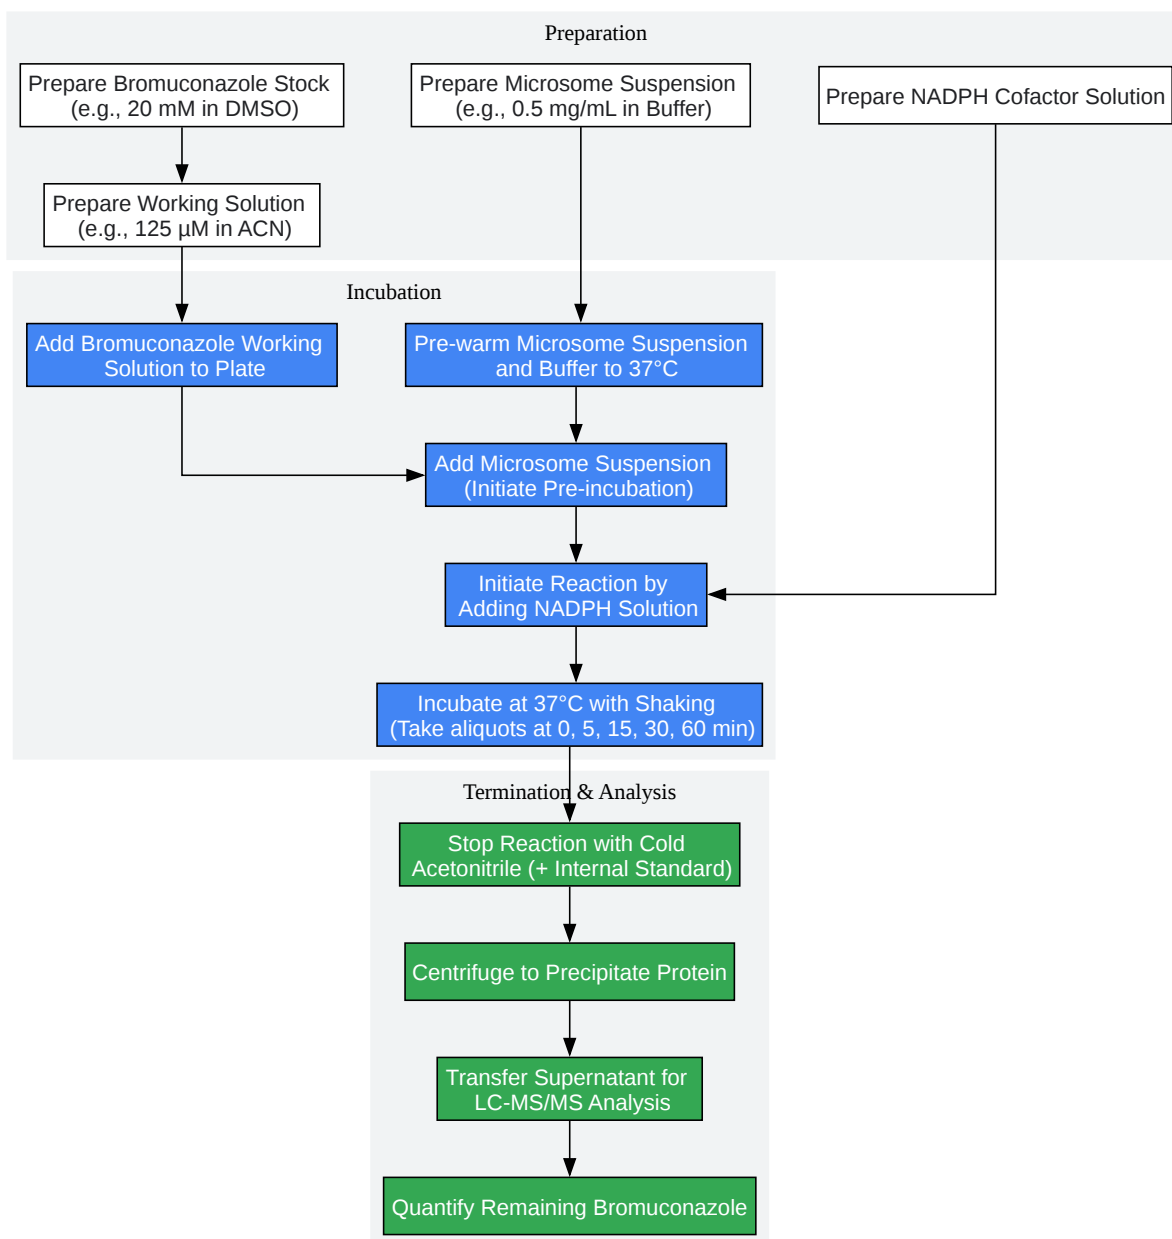 Preparation
Prepare Bromuconazole Stock
(e.g., 20 mM in DMSO)
Prepare Microsome Suspension
(e.g., 0.5 mg/mL in Buffer)
Prepare NADPH Cofactor Solution
Prepare Working Solution
(e.g., 125 µM in ACN)
Incubation
Add Bromuconazole Working
Solution to Plate
Pre-warm Microsome Suspension
and Buffer to 37°C
Add Microsome Suspension
(Initiate Pre-incubation)
Initiate Reaction by
Adding NADPH Solution
Incubate at 37°C with Shaking
(Take aliquots at 0, 5, 15, 30, 60 min)
Termination & Analysis
Stop Reaction with Cold
Acetonitrile (+ Internal Standard)
Centrifuge to Precipitate Protein
Transfer Supernatant for
LC-MS/MS Analysis
Quantify Remaining Bromuconazole